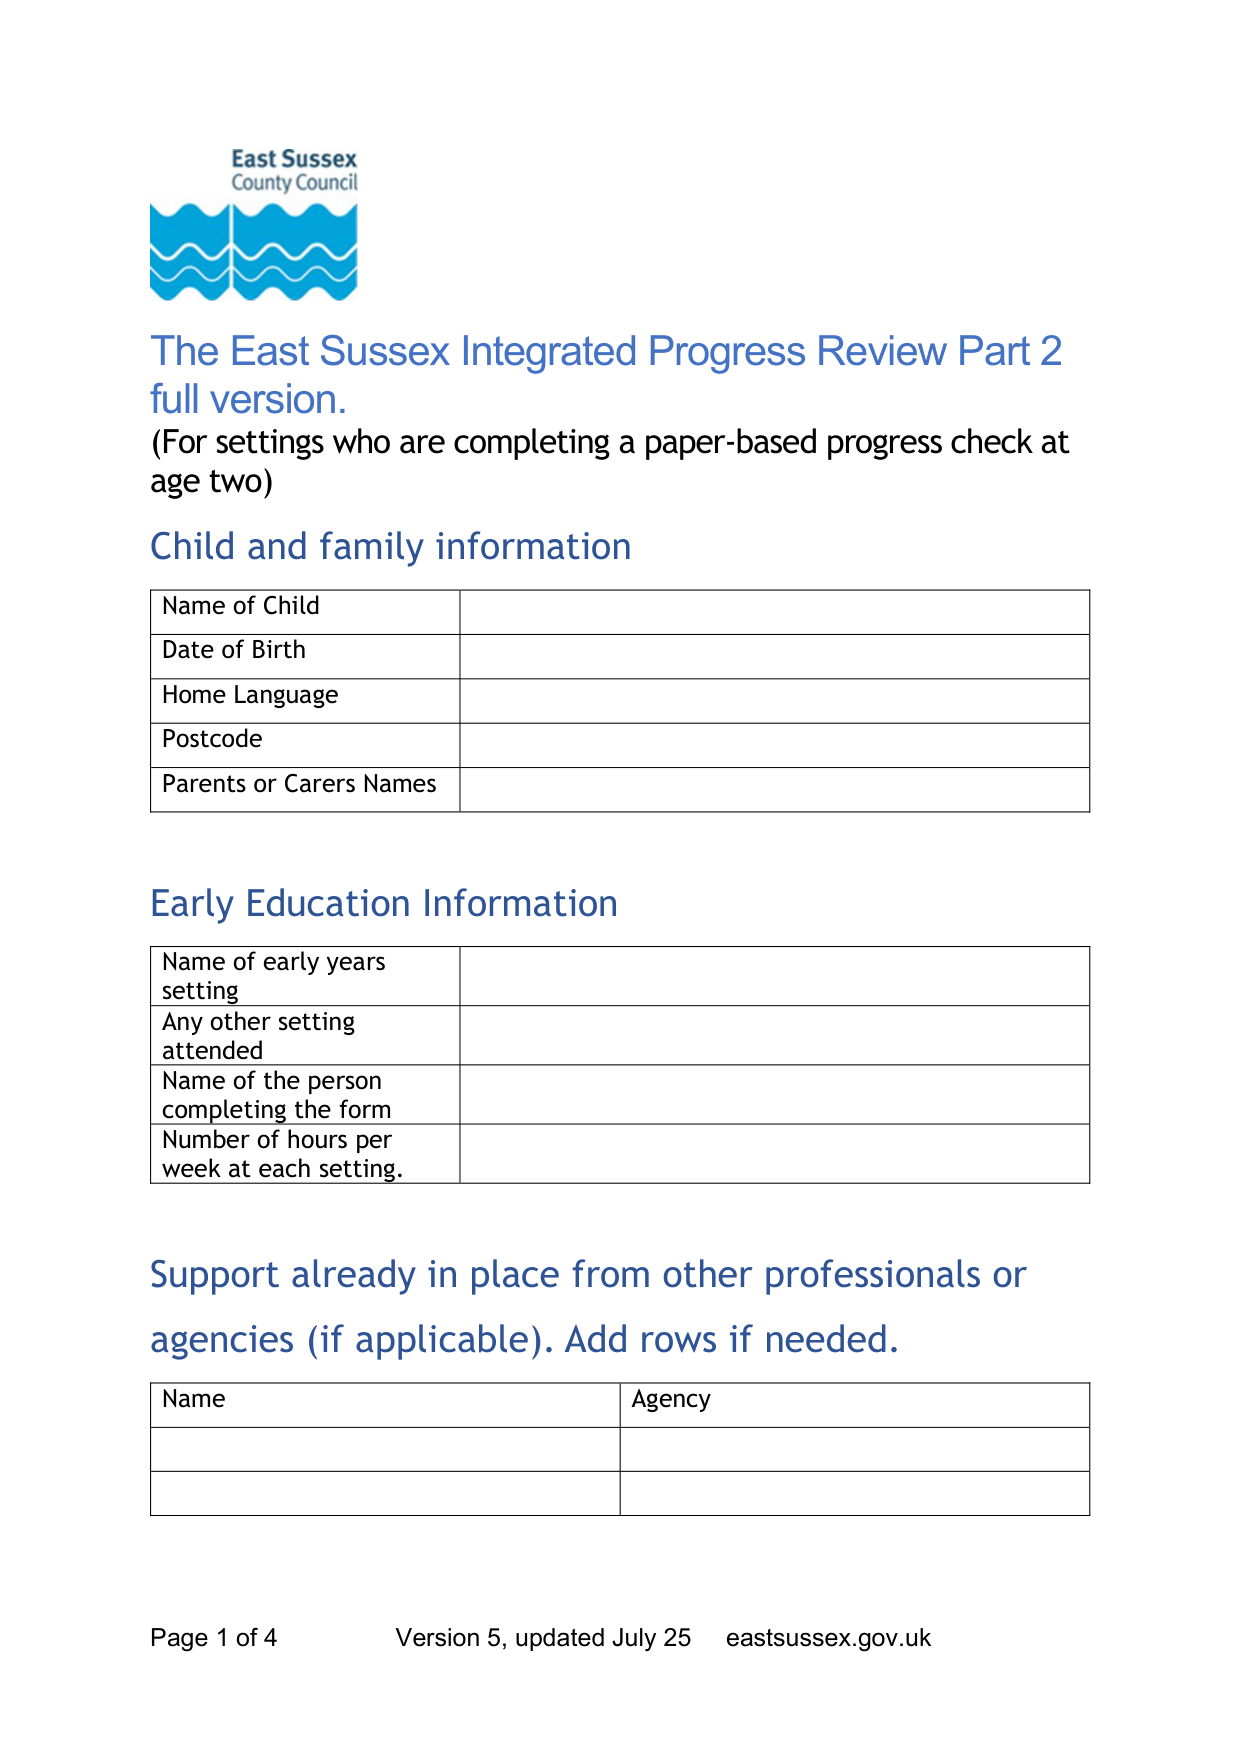 East Sussex
County Council
The East Sussex Integrated Progress Review Part 2
full version.
(For settings who are completing a paper-based progress check at
age two)
Child and family information
Name of Child
Date of Birth
Home Language
Postcode
Parents or Carers Names
Early Education Information
Name of early years
setting
Any other setting
attended
Name of the person
completing the form
Number of hours per
week at each setting.
Support already in place from other professionals or
agencies (if applicable). Add rows if needed.
Name Agency
Page 1 of 4 Version 5, updated July 25 eastsussex.gov.uk